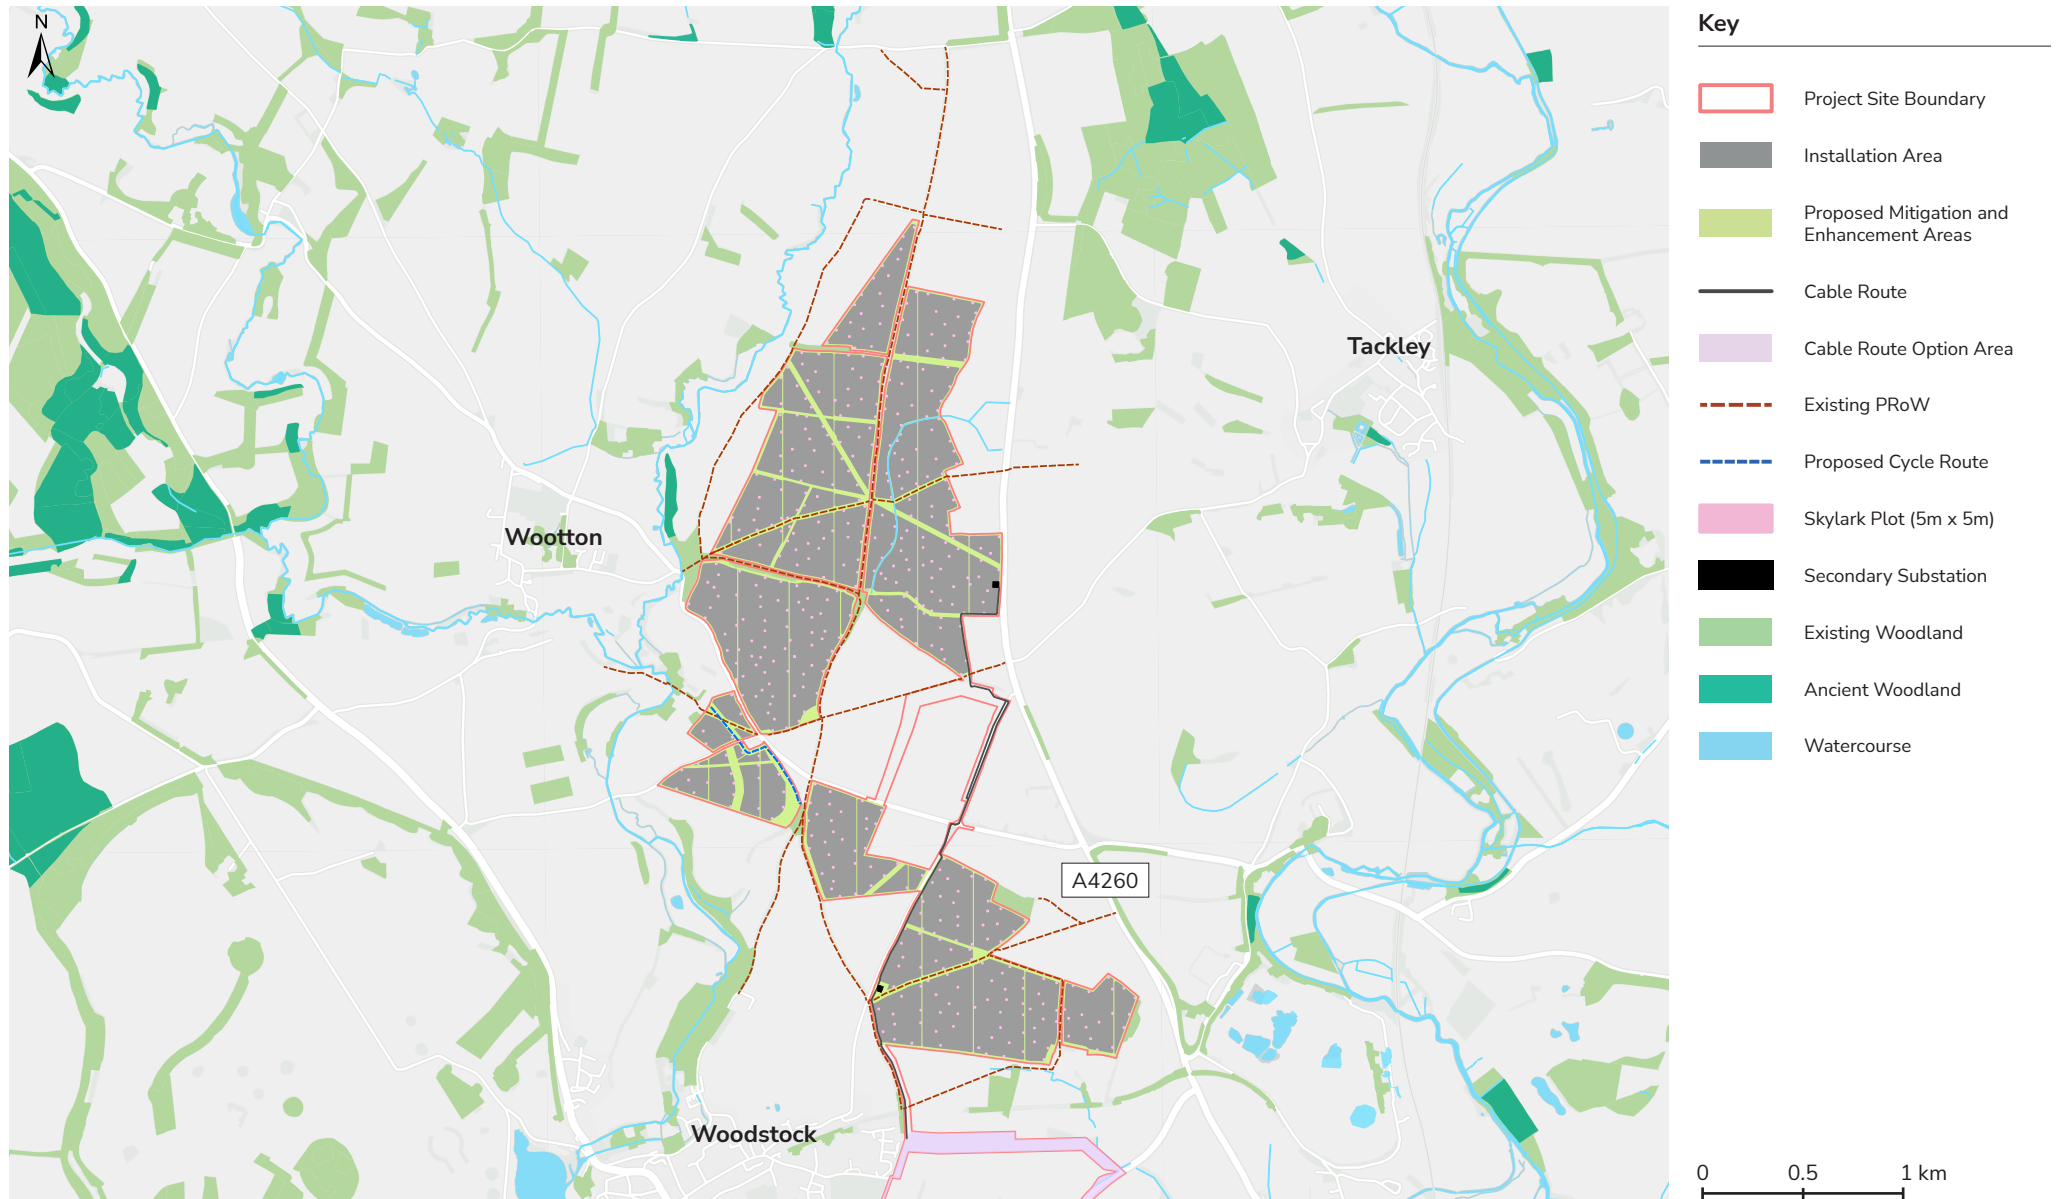 N
Tackley
Wootton
A4260
Woodstock
Key
Project Site Boundary
Installation Area
Proposed Mitigation and
Enhancement Areas
Cable Route
Cable Route Option Area
Existing PRoW
Proposed Cycle Route
Skylark Plot (5m x 5m)
Secondary Substation
Existing Woodland
Ancient Woodland
Watercourse
0 0.5 1 km